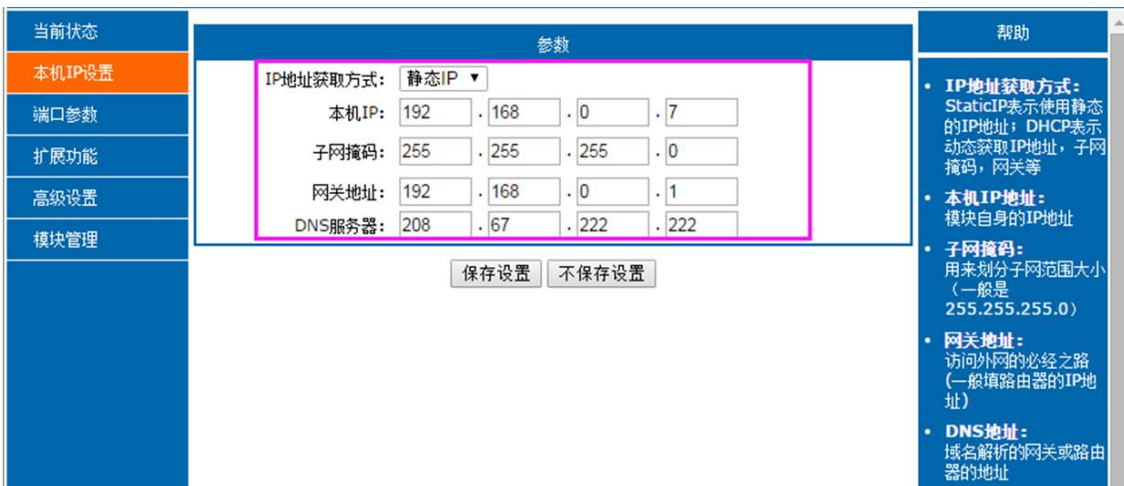 当前状态
本机IP设置
端口参数
扩展功能
高级设置
模块管理
参数
IP地址获取方式： 静态IP ▼
本机IP： 192 . 168 . 0 . 7
子网掩码： 255 . 255 . 255 . 0
网关地址： 192 . 168 . 0 . 1
DNS服务器： 208 . 67 . 222 . 222
保存设置 不保存设置
帮助
• IP地址获取方式：
StaticIP表示使用静态
的IP地址；DHCP表示
动态获取IP地址，子网
掩码，网关等
• 本机IP地址：
模块自身的IP地址
• 子网掩码：
用来划分子网范围大小
（一般是
255.255.255.0）
• 网关地址：
访问外网的必经之路
(一般填路由器的IP地
址)
• DNS地址：
域名解析的网关或路由
器的地址